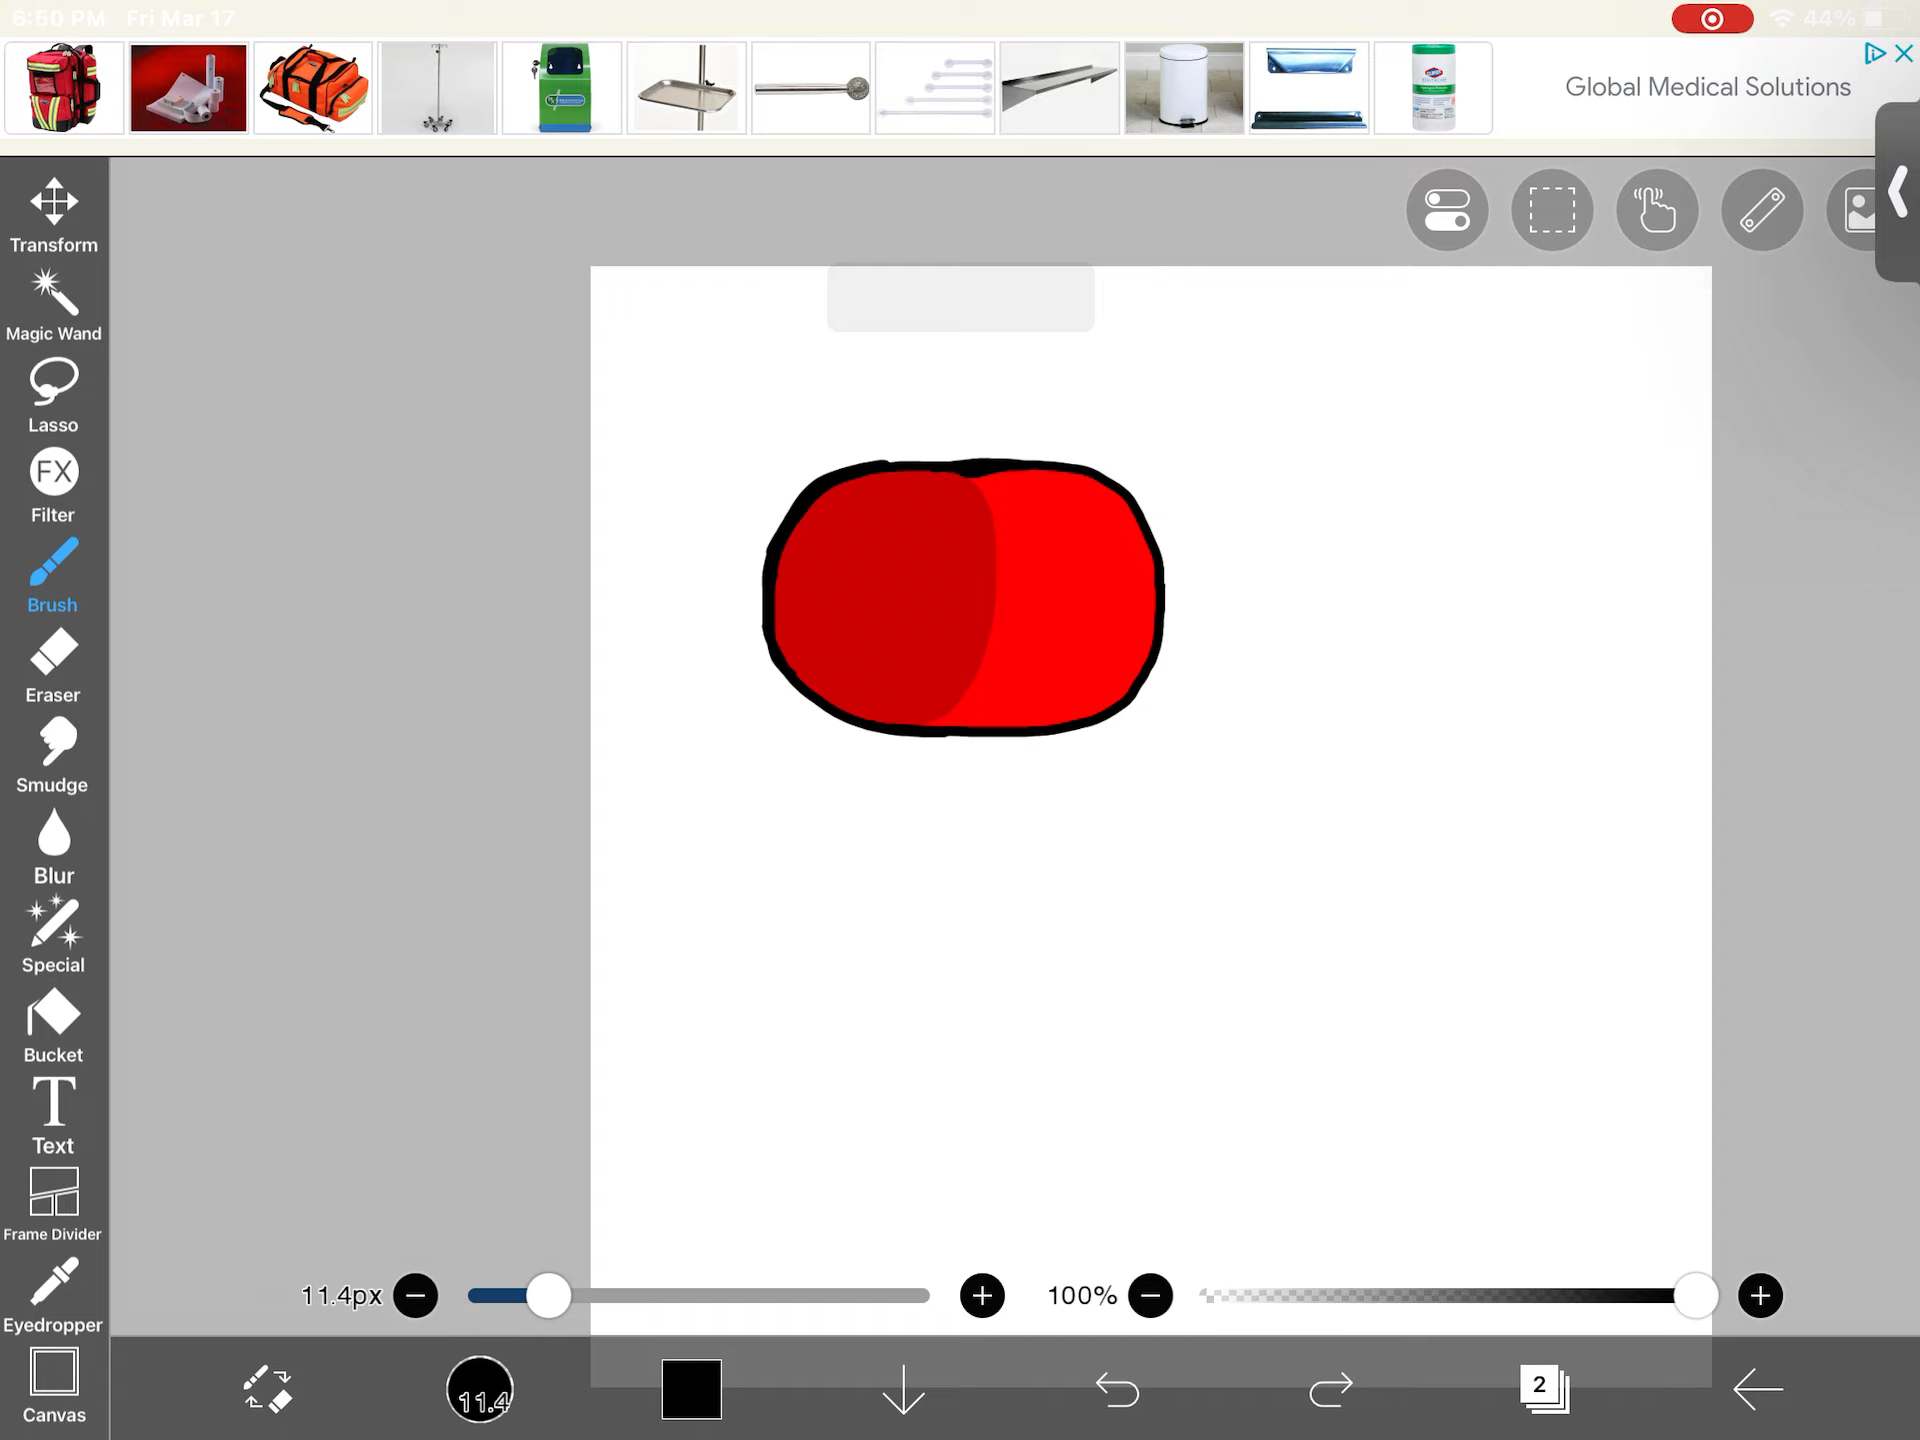 6:50 PM Fri Mar 17
44%
Global Medical Solutions
Transform
Magic Wand
Lasso
FX
Filter
Brush
Eraser
Smudge
Blur
Special
Bucket
T
Text
Frame Divider
Eyedropper
Canvas
11.4px
100%
11.4
2